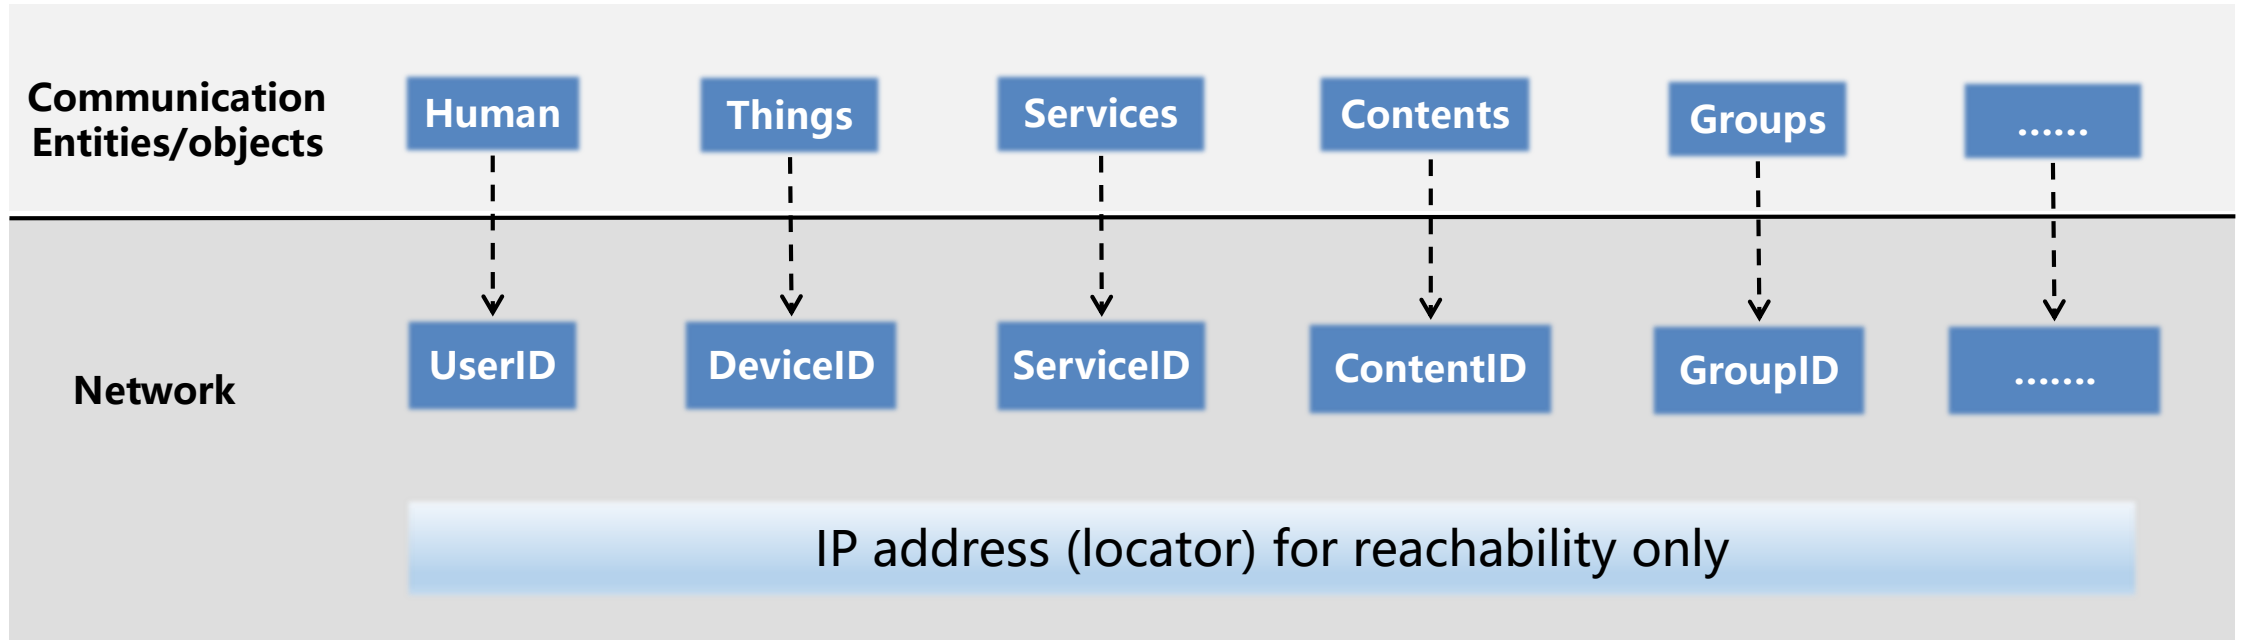 Communication
Entities/objects
Human
Things
Services
Contents
Groups
......
Network
UserID
DeviceID
ServiceID
ContentID
GroupID
.......
IP address (locator) for reachability only